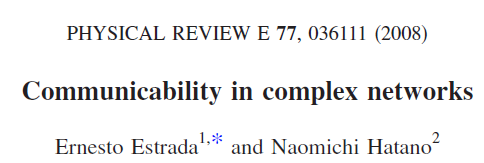 PHYSICAL REVIEW E 77, 036111 (2008)
Communicability in complex networks
Ernesto Estrada1,* and Naomichi Hatano2